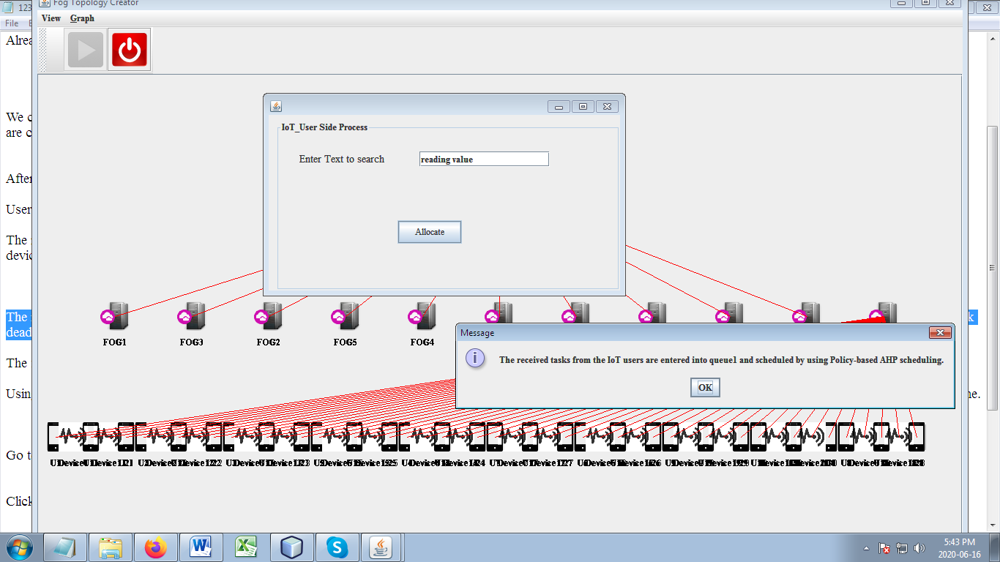 123
Fog Topology Creator
File
View Graph
Alrea
We c
are c
After
User
The
devic
The
dead
The
Using
Go to
Click
IoT_User Side Process
Enter Text to search
reading value
Allocate
FOG1
FOG3
FOG2
FOG5
FOG4
Message
The received tasks from the IoT users are entered into queue1 and scheduled by using Policy-based AHP scheduling.
OK
k
ne.
5:43 PM
2020-06-16